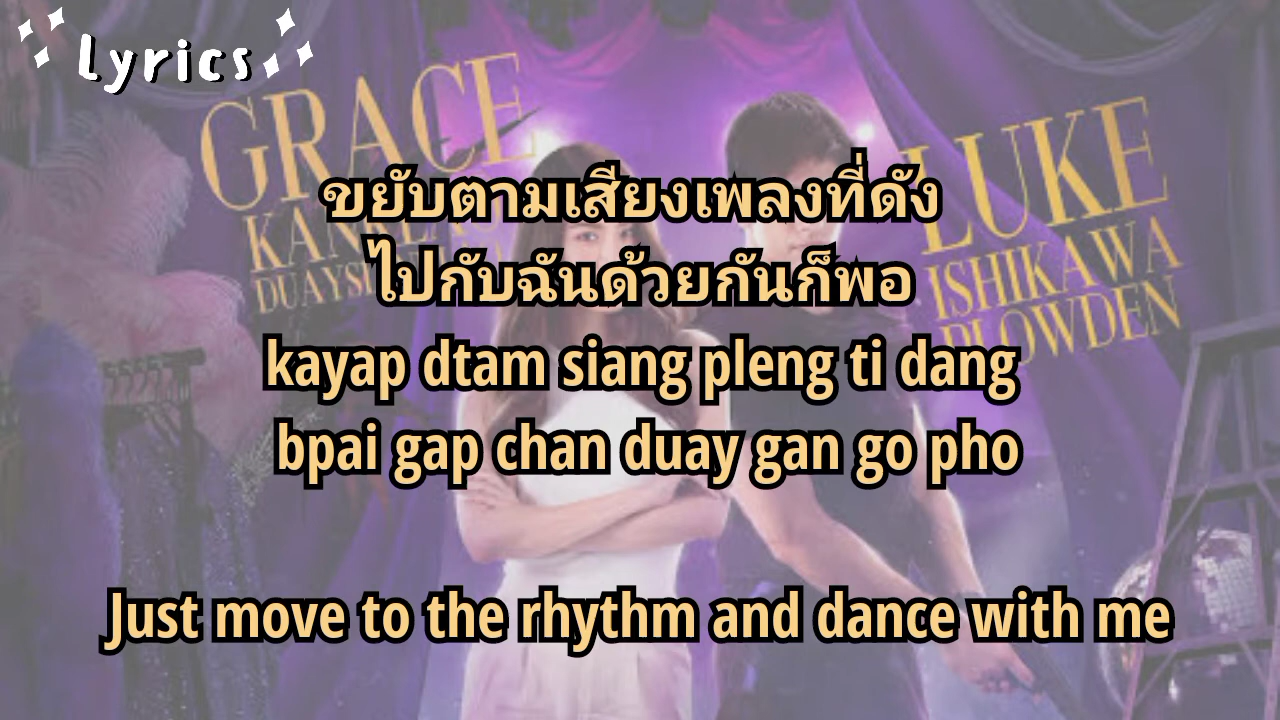 Lyrics
GRACE
LUKE
ISHIKAWA
PLOWDEN
ขยับตามเสียงเพลงที่ดัง
ไปกับฉันด้วยกันก็พอ
kayap dtam siang pleng ti dang
bpai gap chan duay gan go pho
Just move to the rhythm and dance with me